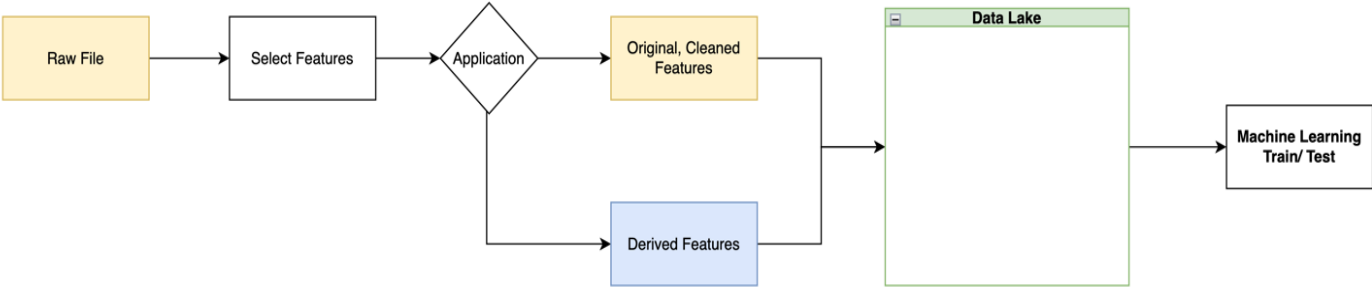 Raw File
Select Features
Application
Original, Cleaned
Features
Derived Features
Data Lake
Machine Learning
Train/ Test